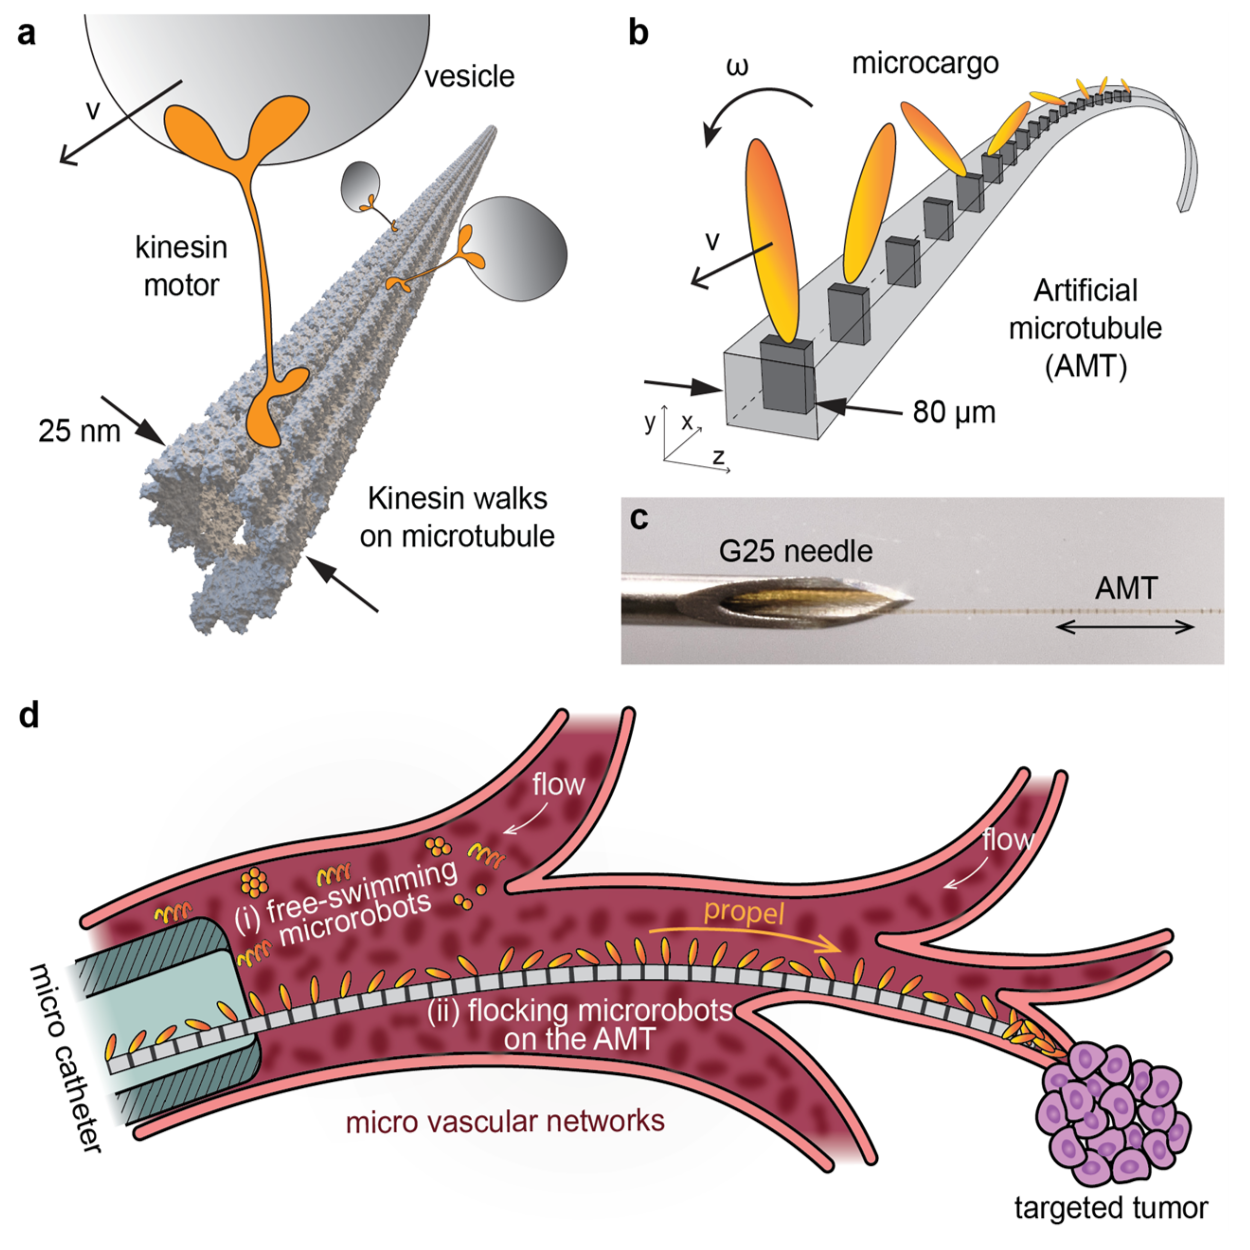 a
vesicle
v
kinesin
motor
25 nm
Kinesin walks
on microtubule
b
ω
microcargo
v
Artificial
microtubule
(AMT)
80 μm
y
x
z
c
G25 needle
AMT
d
flow
flow
(i) free-swimming
microrobots
propel
(ii) flocking microrobots
on the AMT
micro catheter
micro vascular networks
targeted tumor